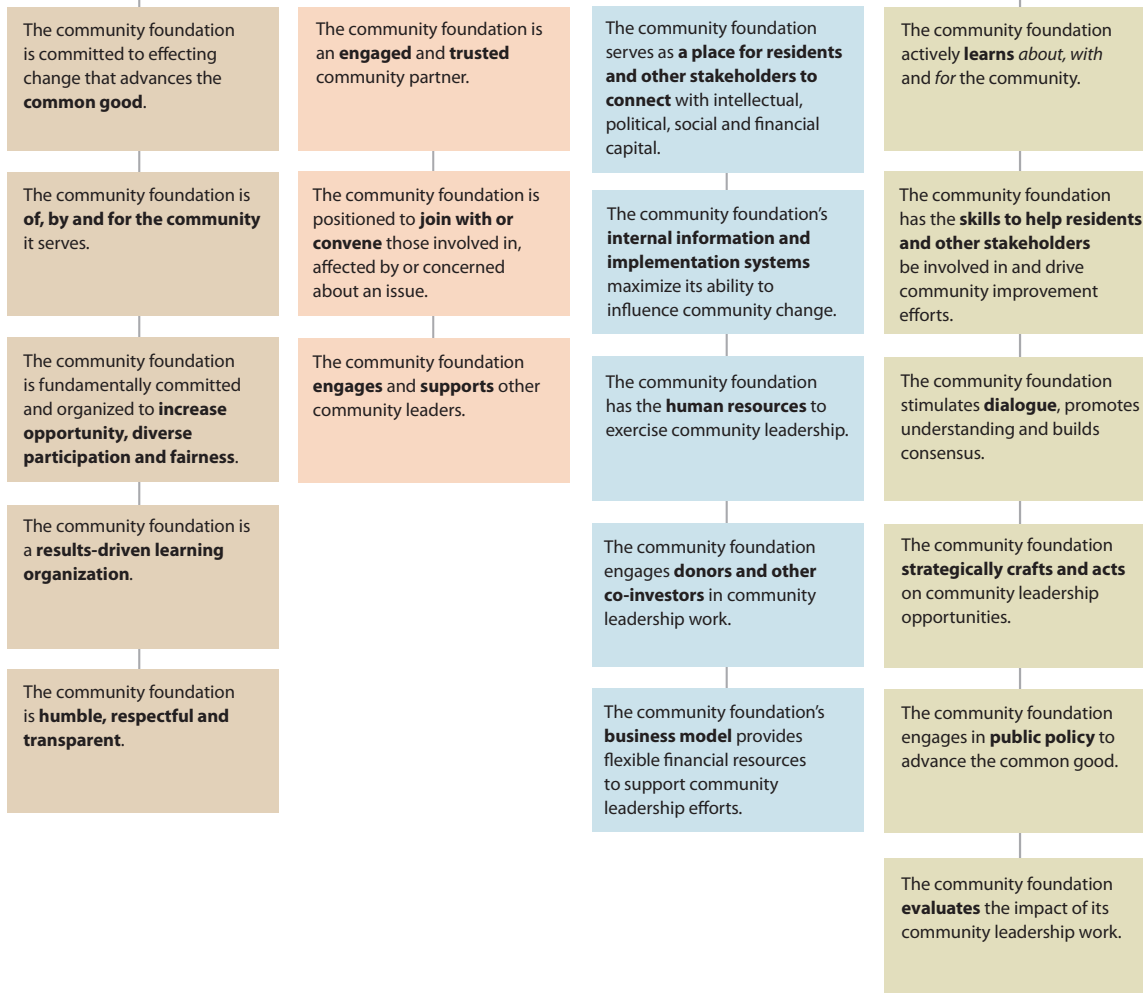 The community foundation
is committed to effecting
change that advances the
common good.
The community foundation is
of, by and for the community
it serves.
The community foundation
is fundamentally committed
and organized to increase
opportunity, diverse
participation and fairness.
The community foundation is
a results-driven learning
organization.
The community foundation
is humble, respectful and
transparent.
The community foundation is
an engaged and trusted
community partner.
The community foundation is
positioned to join with or
convene those involved in,
affected by or concerned
about an issue.
The community foundation
engages and supports other
community leaders.
The community foundation
serves as a place for residents
and other stakeholders to
connect with intellectual,
political, social and financial
capital.
The community foundation's
internal information and
implementation systems
maximize its ability to
influence community change.
The community foundation
has the human resources to
exercise community leadership.
The community foundation
engages donors and other
co-investors in community
leadership work.
The community foundation's
business model provides
flexible financial resources
to support community
leadership efforts.
The community foundation
actively learns about, with
and for the community.
The community foundation
has the skills to help residents
and other stakeholders
be involved in and drive
community improvement
efforts.
The community foundation
stimulates dialogue, promotes
understanding and builds
consensus.
The community foundation
strategically crafts and acts
on community leadership
opportunities.
The community foundation
engages in public policy to
advance the common good.
The community foundation
evaluates the impact of its
community leadership work.